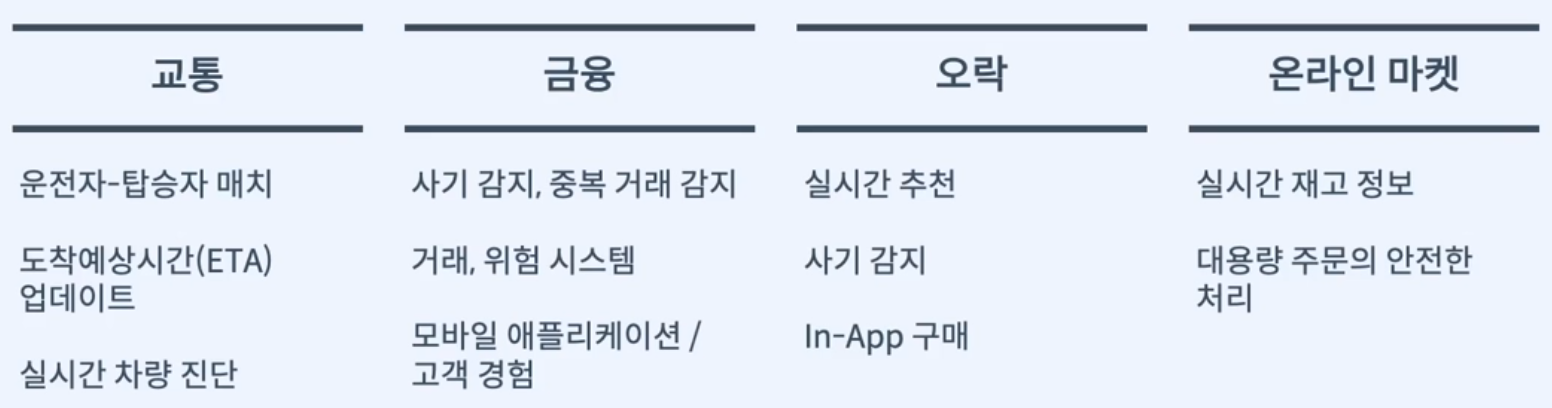 교통
운전자-탑승자 매치
도착예상시간(ETA)
업데이트
실시간 차량 진단
금융
사기 감지, 중복 거래 감지
거래, 위험 시스템
모바일 애플리케이션 /
고객 경험
오락
실시간 추천
사기 감지
In-App 구매
온라인 마켓
실시간 재고 정보
대용량 주문의 안전한
처리